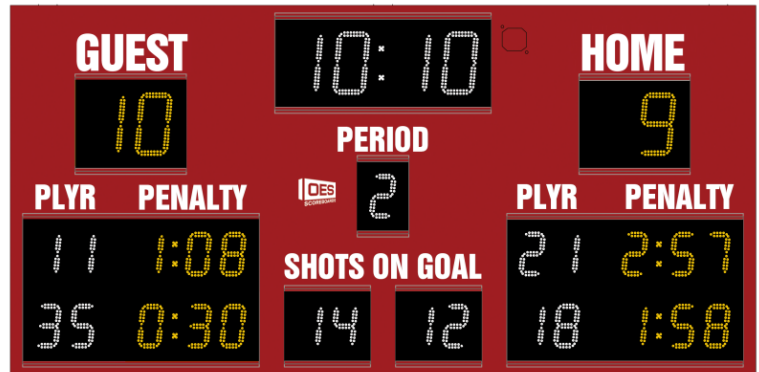 10:10
GUEST HOME
10 9
PERIOD
OES
SCOREBOARDS
2
PLYR PENALTY PLYR PENALTY
11 1:08 21 2:57
SHOTS ON GOAL
35 0:30 14 12 18 1:58